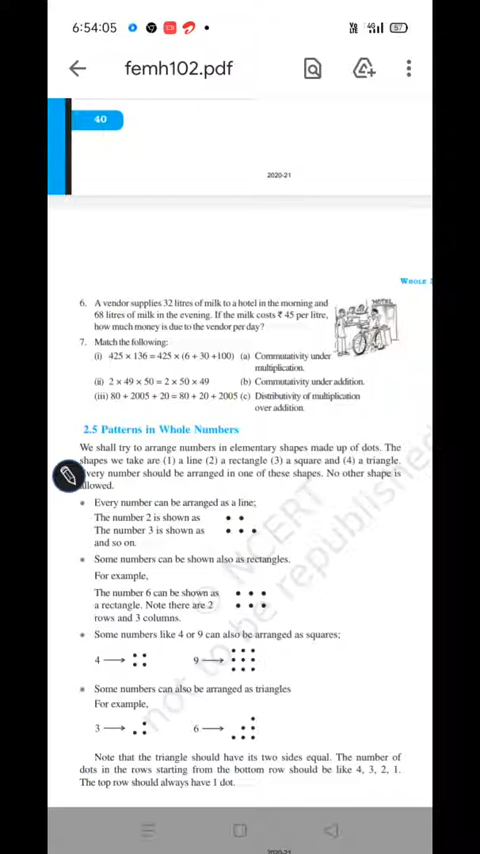 6:54:05
Vo LTE 4G 57
femh102.pdf
40
2020-21
WHOLE
6. A vendor supplies 32 litres of milk to a hotel in the morning and
68 litres of milk in the evening. If the milk costs ₹ 45 per litre,
how much money is due to the vendor per day?
HOTEL
7. Match the following:
(i) 425 × 136 = 425 × (6 + 30 +100) (a) Commutativity under
multiplication.
(ii) 2 × 49 × 50 = 2 × 50 × 49 (b) Commutativity under addition.
(iii) 80 + 2005 + 20 = 80 + 20 + 2005 (c) Distributivity of multiplication
over addition.
2.5 Patterns in Whole Numbers
We shall try to arrange numbers in elementary shapes made up of dots. The
shapes we take are (1) a line (2) a rectangle (3) a square and (4) a triangle.
very number should be arranged in one of these shapes. No other shape is
llowed.
* Every number can be arranged as a line;
The number 2 is shown as
The number 3 is shown as
and so on.
* Some numbers can be shown also as rectangles.
For example,
The number 6 can be shown as
a rectangle. Note there are 2
rows and 3 columns.
* Some numbers like 4 or 9 can also be arranged as squares;
4 → 9 →
* Some numbers can also be arranged as triangles
For example,
3 → 6 →
Note that the triangle should have its two sides equal. The number of
dots in the rows starting from the bottom row should be like 4, 3, 2, 1.
The top row should always have 1 dot.
© NCERT
not to be republished
2020-21